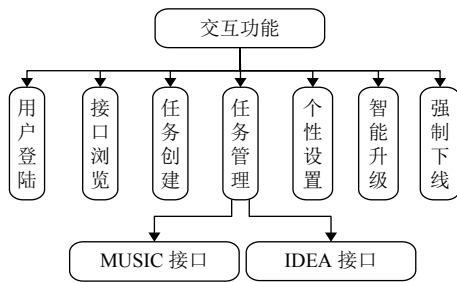 交互功能
用户登陆
接口浏览
任务创建
任务管理
个性设置
智能升级
强制下线
MUSIC 接口
IDEA 接口